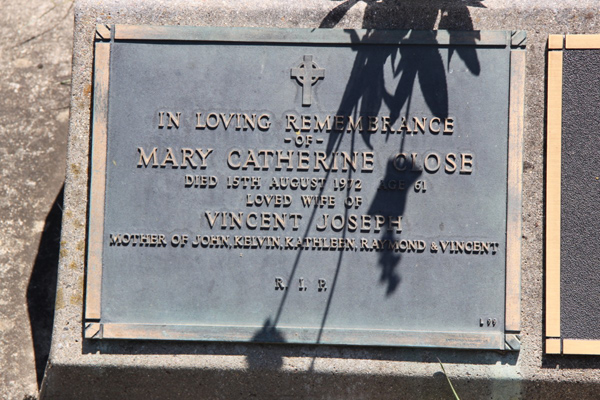 IN LOVING REMEMBRANCE
-OF-
MARY CATHERINE CLOSE
DIED 15TH AUGUST 1972 AGE 61
LOVED WIFE OF
VINCENT JOSEPH
MOTHER OF JOHN, KELVIN, KATHLEEN, RAYMOND & VINCENT
R. I. P.
L 99